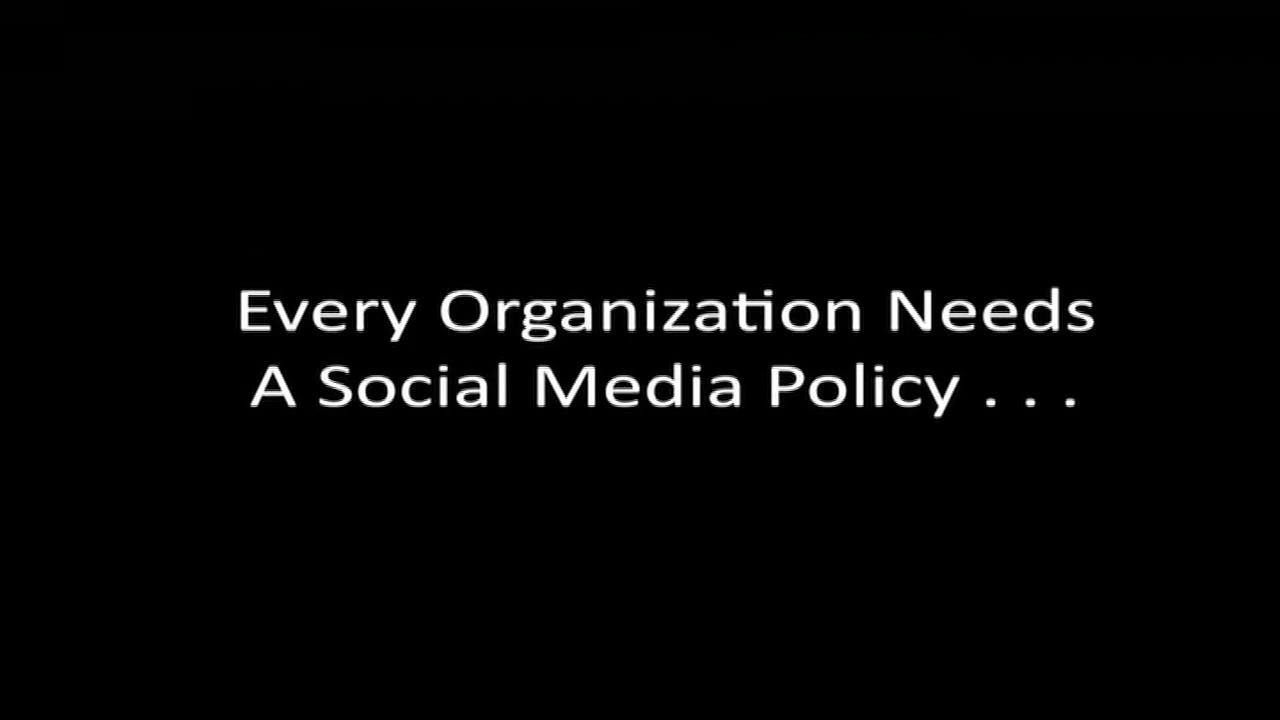 Every Organization Needs
A Social Media Policy . . .